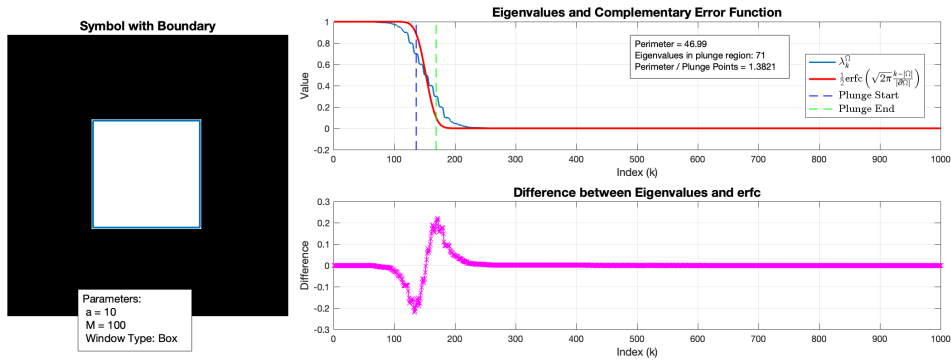 Symbol with Boundary
Parameters:
a = 10
M = 100
Window Type: Box
Eigenvalues and Complementary Error Function
Value
1
0.8
0.6
0.4
0.2
0
-0.2
Perimeter = 46.99
Eigenvalues in plunge region: 71
Perimeter / Plunge Points = 1.3821
λ_k^Ω
½erfc(√2π k−|Ω| / |∂Ω|)
Plunge Start
Plunge End
0 100 200 300 400 500 600 700 800 900 1000
Index (k)
Difference between Eigenvalues and erfc
Difference
0.3
0.2
0.1
0
-0.1
-0.2
-0.3
0 100 200 300 400 500 600 700 800 900 1000
Index (k)